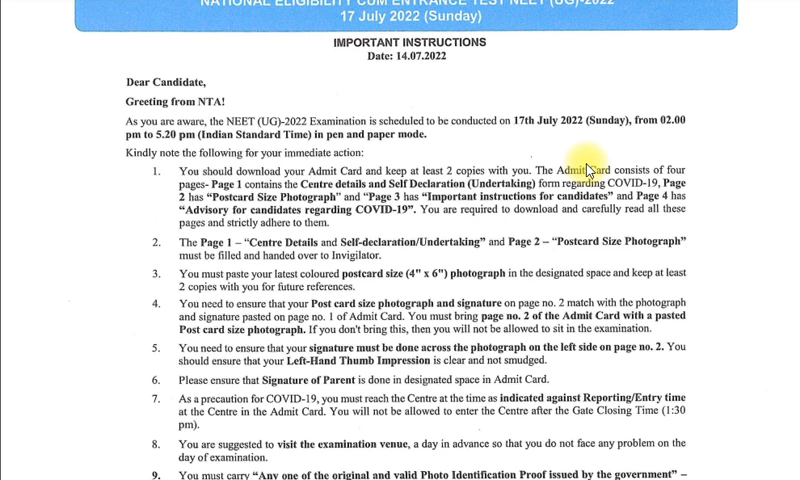 NATIONAL ELIGIBILITY CUM ENTRANCE TEST NEET (UG)-2022
17 July 2022 (Sunday)
IMPORTANT INSTRUCTIONS
Date: 14.07.2022
Dear Candidate,
Greeting from NTA!
As you are aware, the NEET (UG)-2022 Examination is scheduled to be conducted on 17th July 2022 (Sunday), from 02.00
pm to 5.20 pm (Indian Standard Time) in pen and paper mode.
Kindly note the following for your immediate action:
1. You should download your Admit Card and keep at least 2 copies with you. The Admit Card consists of four
pages- Page 1 contains the Centre details and Self Declaration (Undertaking) form regarding COVID-19, Page
2 has "Postcard Size Photograph" and "Page 3 has "Important instructions for candidates" and Page 4 has
"Advisory for candidates regarding COVID-19". You are required to download and carefully read all these
pages and strictly adhere to them.
2. The Page 1 – "Centre Details and Self-declaration/Undertaking" and Page 2 – "Postcard Size Photograph"
must be filled and handed over to Invigilator.
3. You must paste your latest coloured postcard size (4" x 6") photograph in the designated space and keep at least
2 copies with you for future references.
4. You need to ensure that your Post card size photograph and signature on page no. 2 match with the photograph
and signature pasted on page no. 1 of Admit Card. You must bring page no. 2 of the Admit Card with a pasted
Post card size photograph. If you don't bring this, then you will not be allowed to sit in the examination.
5. You need to ensure that your signature must be done across the photograph on the left side on page no. 2. You
should ensure that your Left-Hand Thumb Impression is clear and not smudged.
6. Please ensure that Signature of Parent is done in designated space in Admit Card.
7. As a precaution for COVID-19, you must reach the Centre at the time as indicated against Reporting/Entry time
at the Centre in the Admit Card. You will not be allowed to enter the Centre after the Gate Closing Time (1:30
pm).
8. You are suggested to visit the examination venue, a day in advance so that you do not face any problem on the
day of examination.
9. You must carry "Any one of the original and valid Photo Identification Proof issued by the government" –